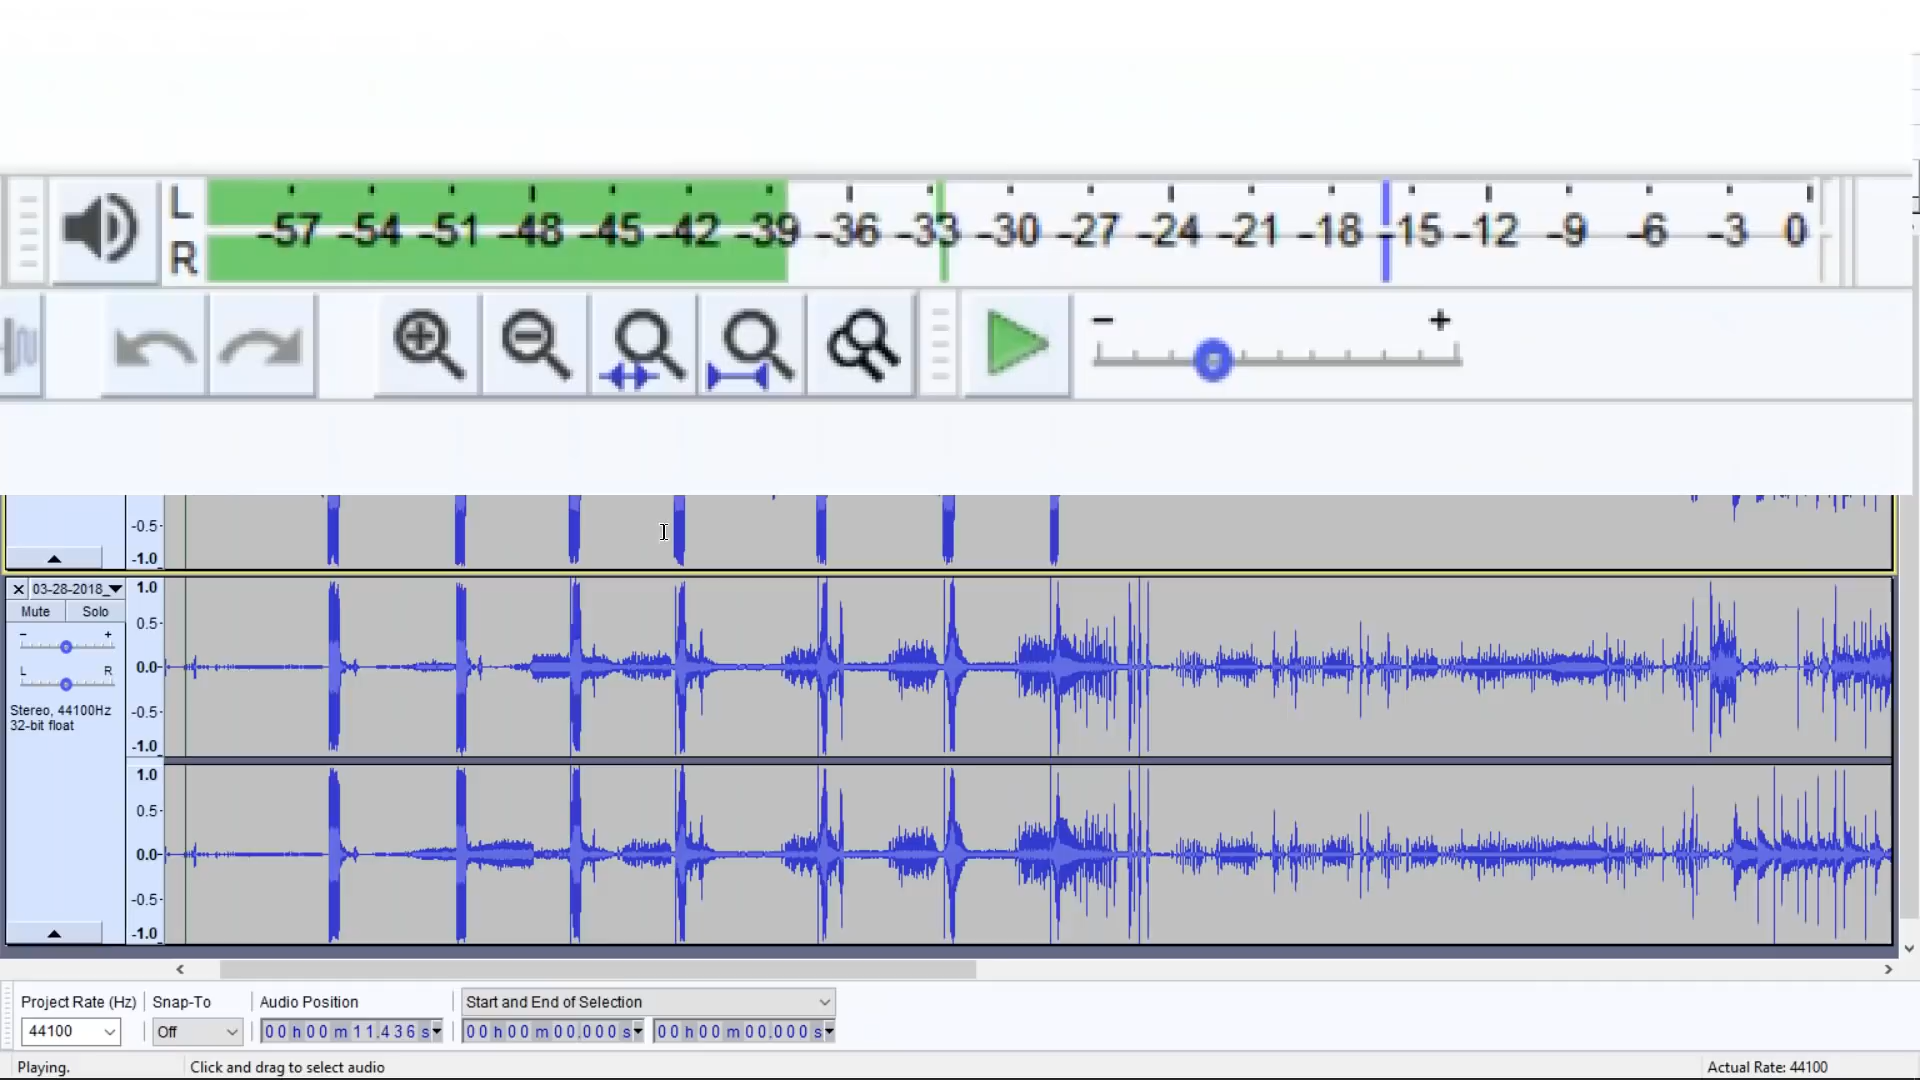 L
R
-57 -54 -51 -48 -45 -42 -39 -36 -33 -30 -27 -24 -21 -18 -15 -12 -9 -6 -3 0
- +
-0.5
-1.0
03-28-2018_
Mute Solo
- +
L R
Stereo, 44100Hz
32-bit float
1.0
0.5
0.0
-0.5
-1.0
1.0
0.5
0.0
-0.5
-1.0
Project Rate (Hz) Snap-To Audio Position Start and End of Selection
44100 Off 00 h 00 m 11.436 s 00 h 00 m 00.000 s 00 h 00 m 00.000 s
Playing. Click and drag to select audio Actual Rate: 44100